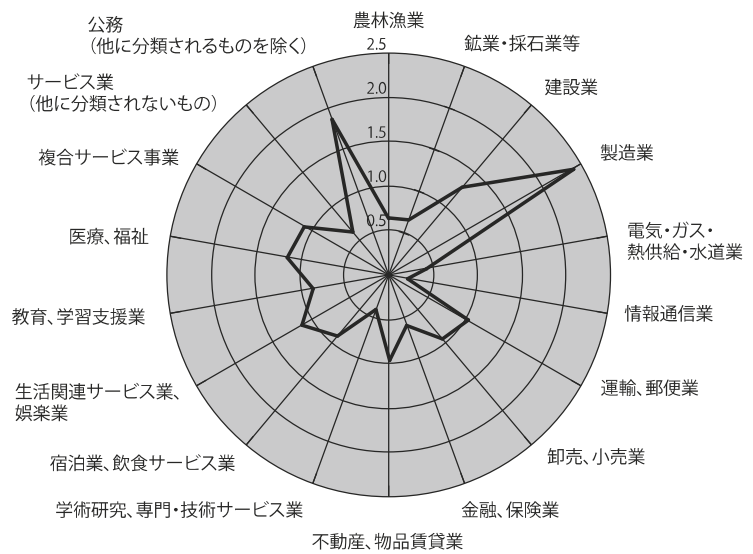 農林漁業
鉱業・採石業等
建設業
製造業
電気・ガス・
熱供給・水道業
情報通信業
運輸、郵便業
卸売、小売業
金融、保険業
不動産、物品賃貸業
学術研究、専門・技術サービス業
宿泊業、飲食サービス業
生活関連サービス業、
娯楽業
教育、学習支援業
医療、福祉
複合サービス事業
サービス業
（他に分類されないもの）
公務
（他に分類されるものを除く）
2.5
2.0
1.5
1.0
0.5